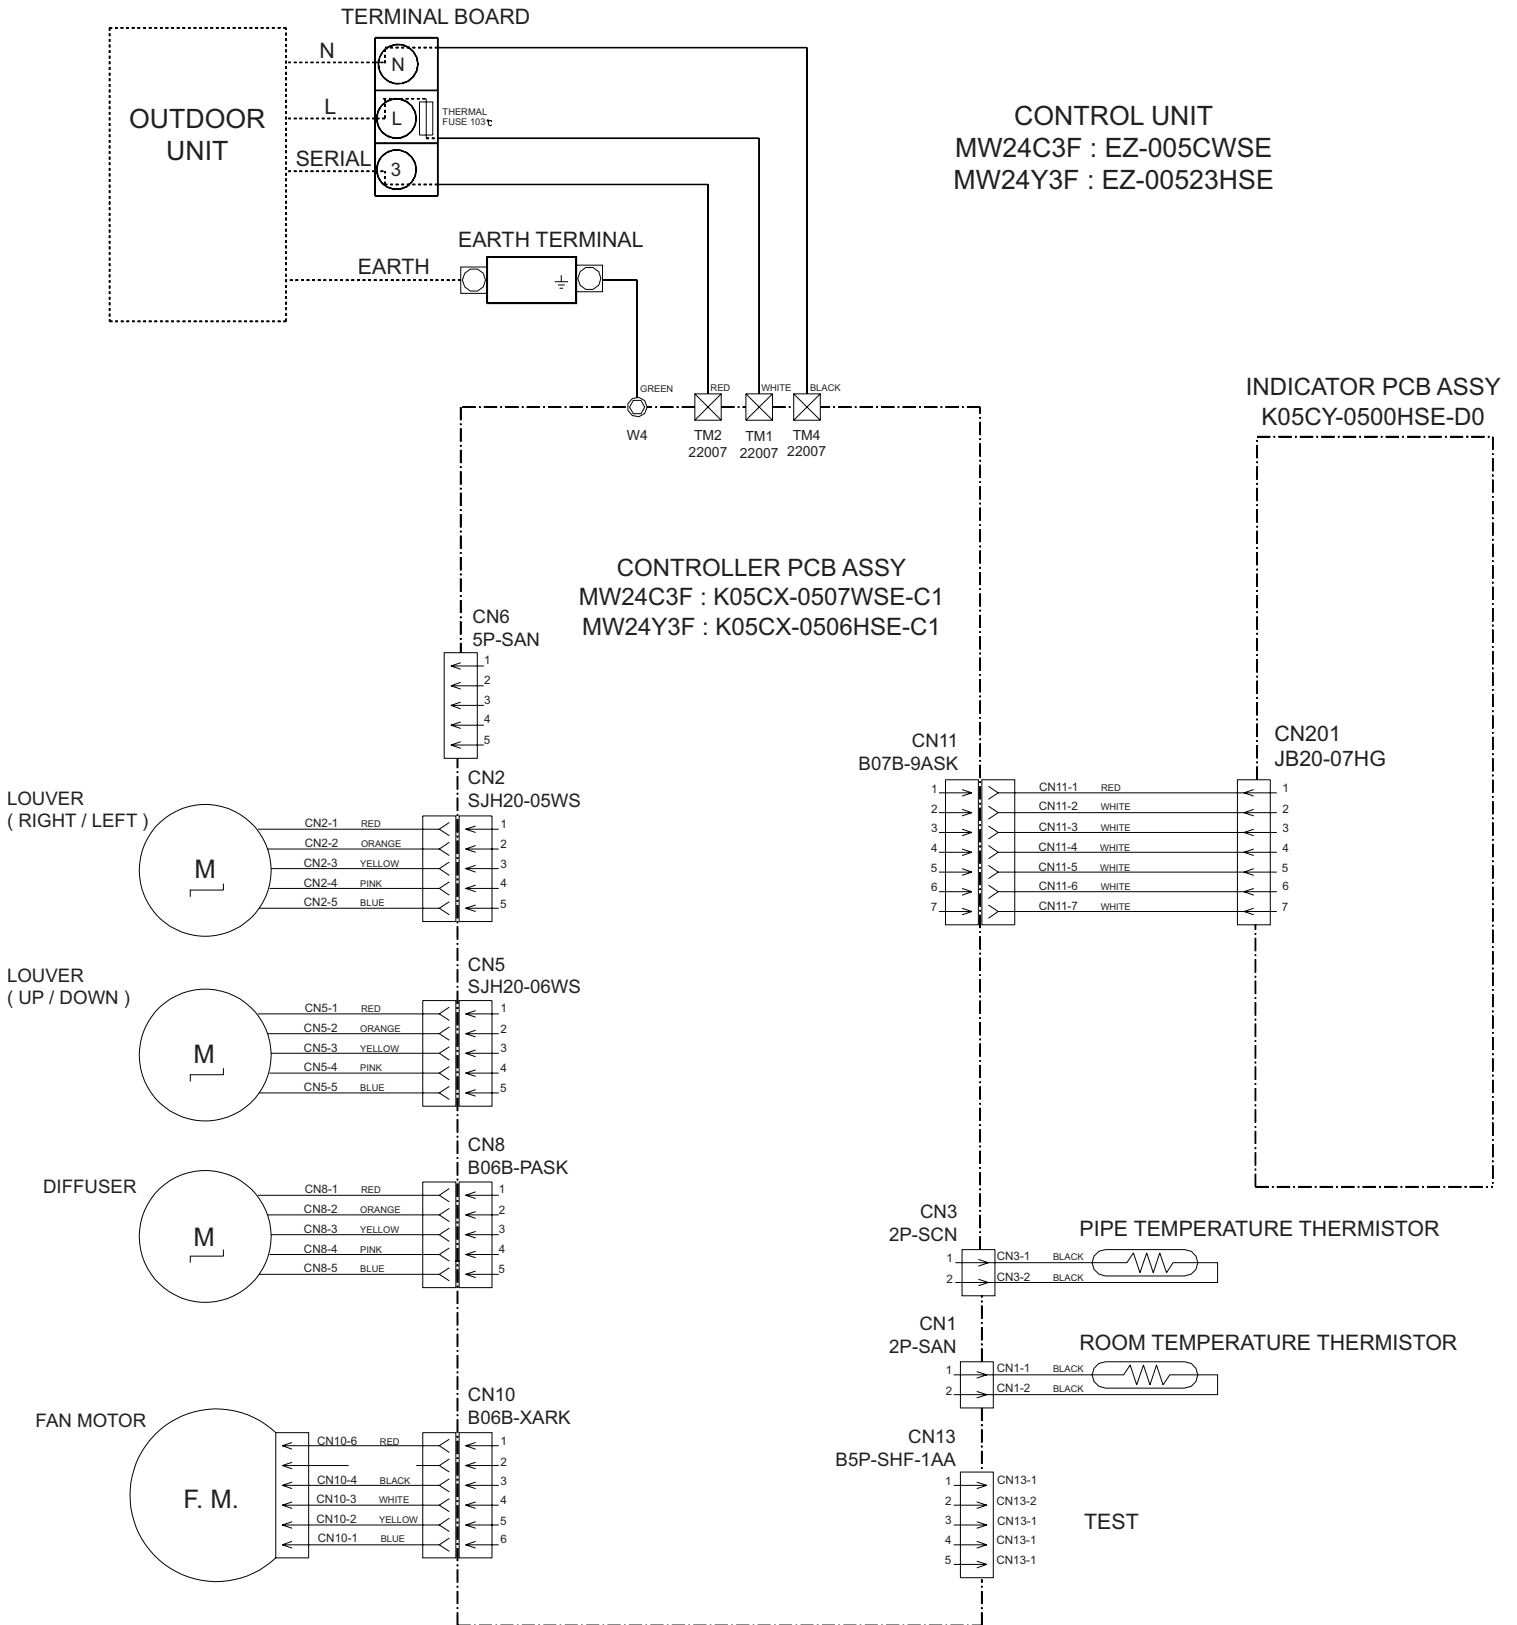 TERMINAL BOARD
N
N
OUTDOOR
UNIT
L
L
THERMAL
FUSE 103℃
SERIAL
3
CONTROL UNIT
MW24C3F : EZ-005CWSE
MW24Y3F : EZ-00523HSE
EARTH TERMINAL
EARTH
GREEN
RED
WHITE
BLACK
W4
TM2
22007
TM1
22007
TM4
22007
INDICATOR PCB ASSY
K05CY-0500HSE-D0
CONTROLLER PCB ASSY
MW24C3F : K05CX-0507WSE-C1
MW24Y3F : K05CX-0506HSE-C1
CN6
5P-SAN
1
2
3
4
5
CN11
B07B-9ASK
CN201
JB20-07HG
1 CN11-1 RED 1
2 CN11-2 WHITE 2
3 CN11-3 WHITE 3
4 CN11-4 WHITE 4
5 CN11-5 WHITE 5
6 CN11-6 WHITE 6
7 CN11-7 WHITE 7
LOUVER
( RIGHT / LEFT )
M
CN2
SJH20-05WS
CN2-1 RED 1
CN2-2 ORANGE 2
CN2-3 YELLOW 3
CN2-4 PINK 4
CN2-5 BLUE 5
LOUVER
( UP / DOWN )
M
CN5
SJH20-06WS
CN5-1 RED 1
CN5-2 ORANGE 2
CN5-3 YELLOW 3
CN5-4 PINK 4
CN5-5 BLUE 5
DIFFUSER
M
CN8
B06B-PASK
CN8-1 RED 1
CN8-2 ORANGE 2
CN8-3 YELLOW 3
CN8-4 PINK 4
CN8-5 BLUE 5
CN3
2P-SCN
PIPE TEMPERATURE THERMISTOR
1 CN3-1 BLACK
2 CN3-2 BLACK
CN1
2P-SAN
ROOM TEMPERATURE THERMISTOR
1 CN1-1 BLACK
2 CN1-2 BLACK
FAN MOTOR
F. M.
CN10
B06B-XARK
CN10-6 RED 1
2
CN10-4 BLACK 3
CN10-3 WHITE 4
CN10-2 YELLOW 5
CN10-1 BLUE 6
CN13
B5P-SHF-1AA
1 CN13-1
2 CN13-2
3 CN13-1
4 CN13-1
5 CN13-1
TEST